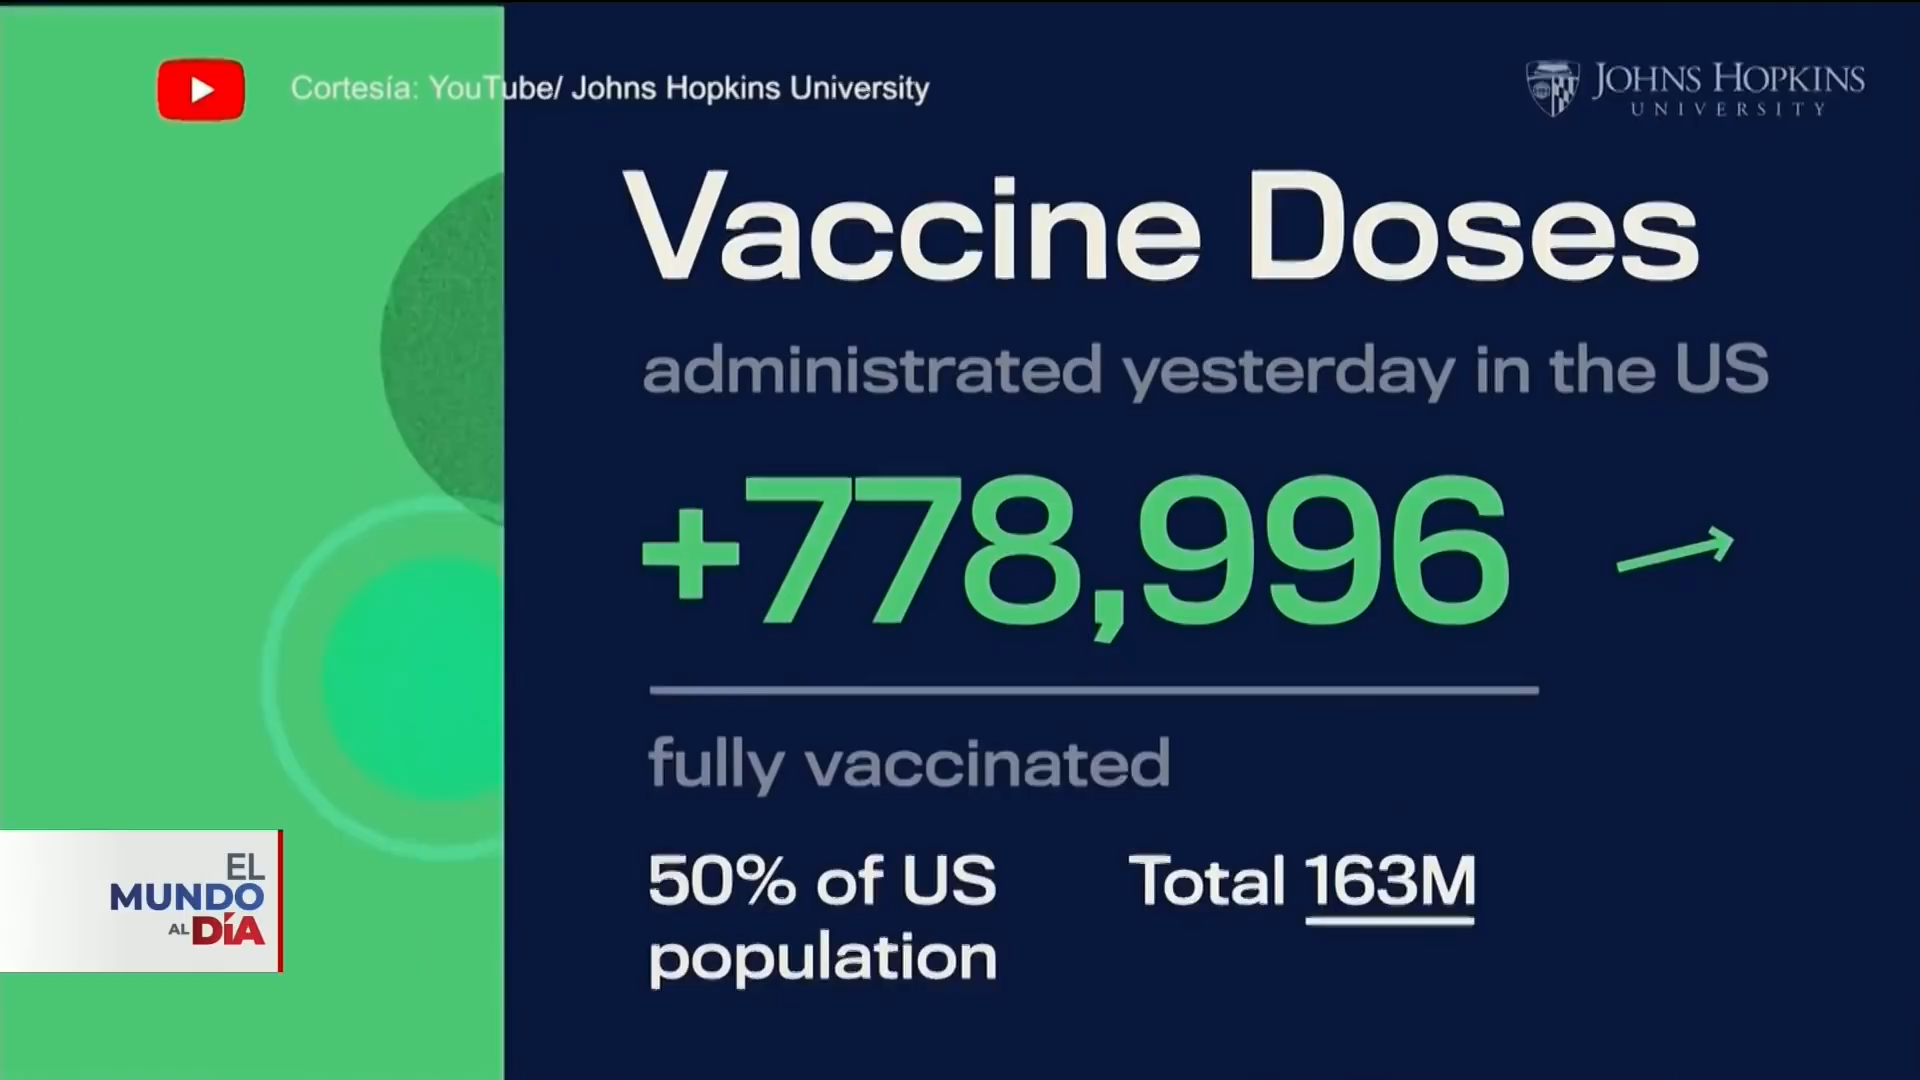 Cortesía: YouTube/ Johns Hopkins University
JOHNS HOPKINS
UNIVERSITY
Vaccine Doses
administrated yesterday in the US
+778,996
fully vaccinated
50% of US
population
Total 163M
EL
MUNDO
AL DÍA